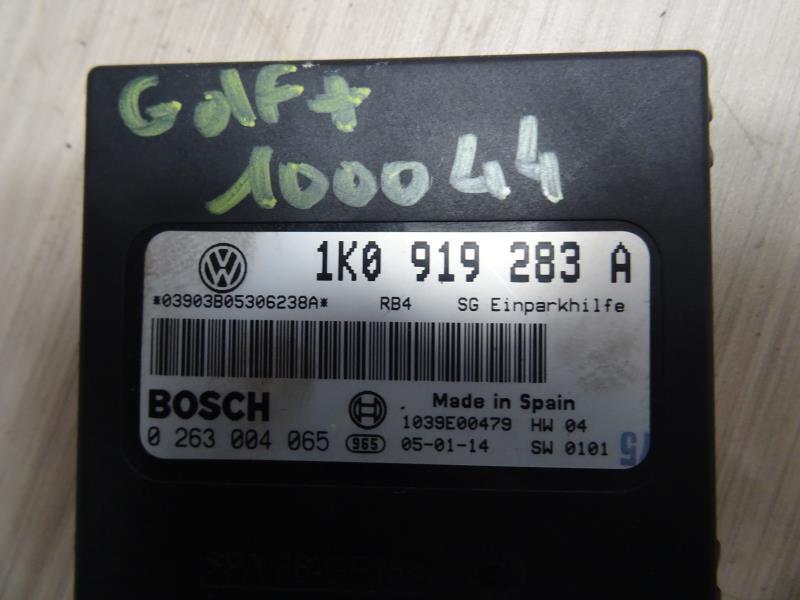 Golf +
100044
1K0 919 283 A
*03903B05306238A* RB4 SG Einparkhilfe
BOSCH Made in Spain
1039E00479 HW 04
0 263 004 065 965 05-01-14 SW 0101